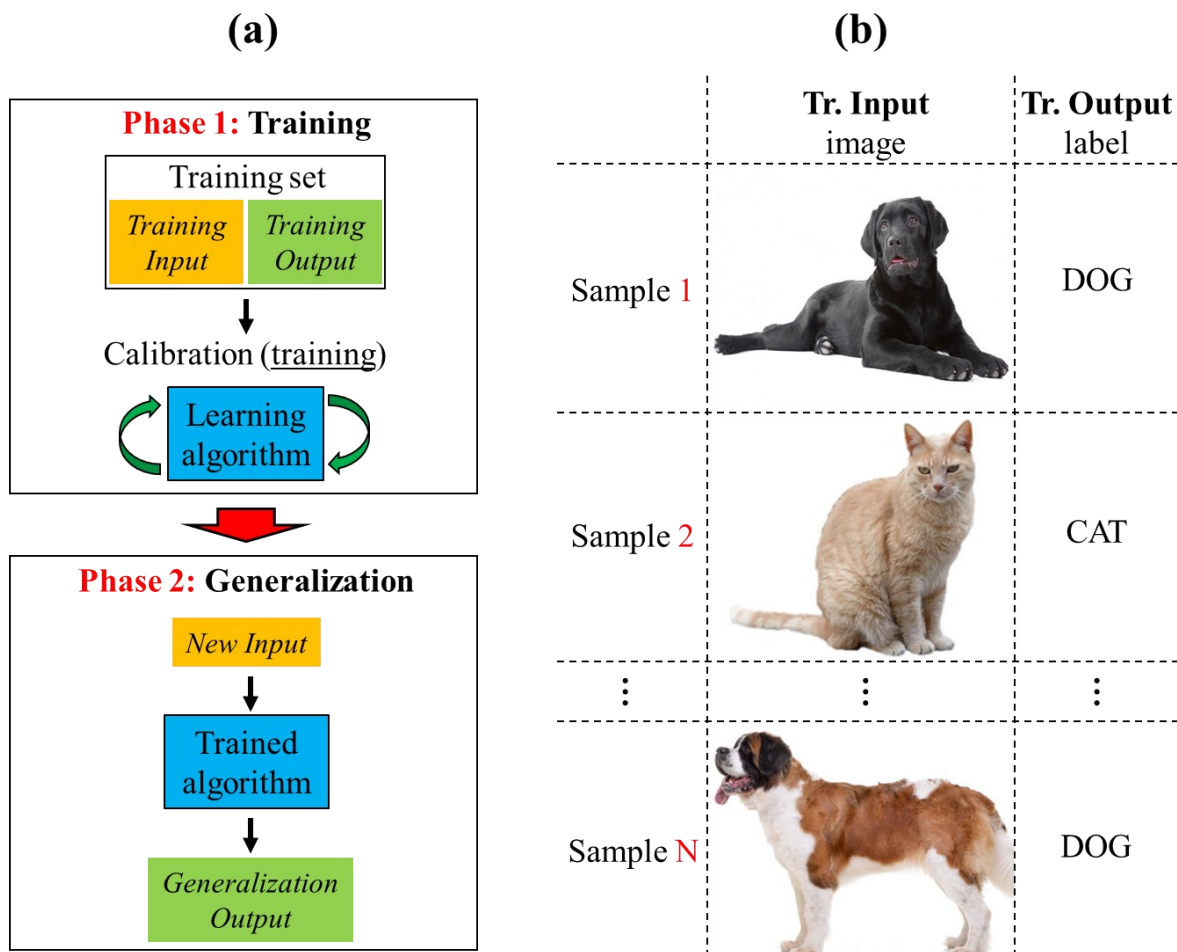 (a)
Phase 1: Training
Training set
Training
Input
Training
Output
Calibration (training)
Learning
algorithm
Phase 2: Generalization
New Input
Trained
algorithm
Generalization
Output
(b)
Tr. Input
image
Tr. Output
label
Sample 1
DOG
Sample 2
CAT
⋮ ⋮ ⋮
Sample N
DOG